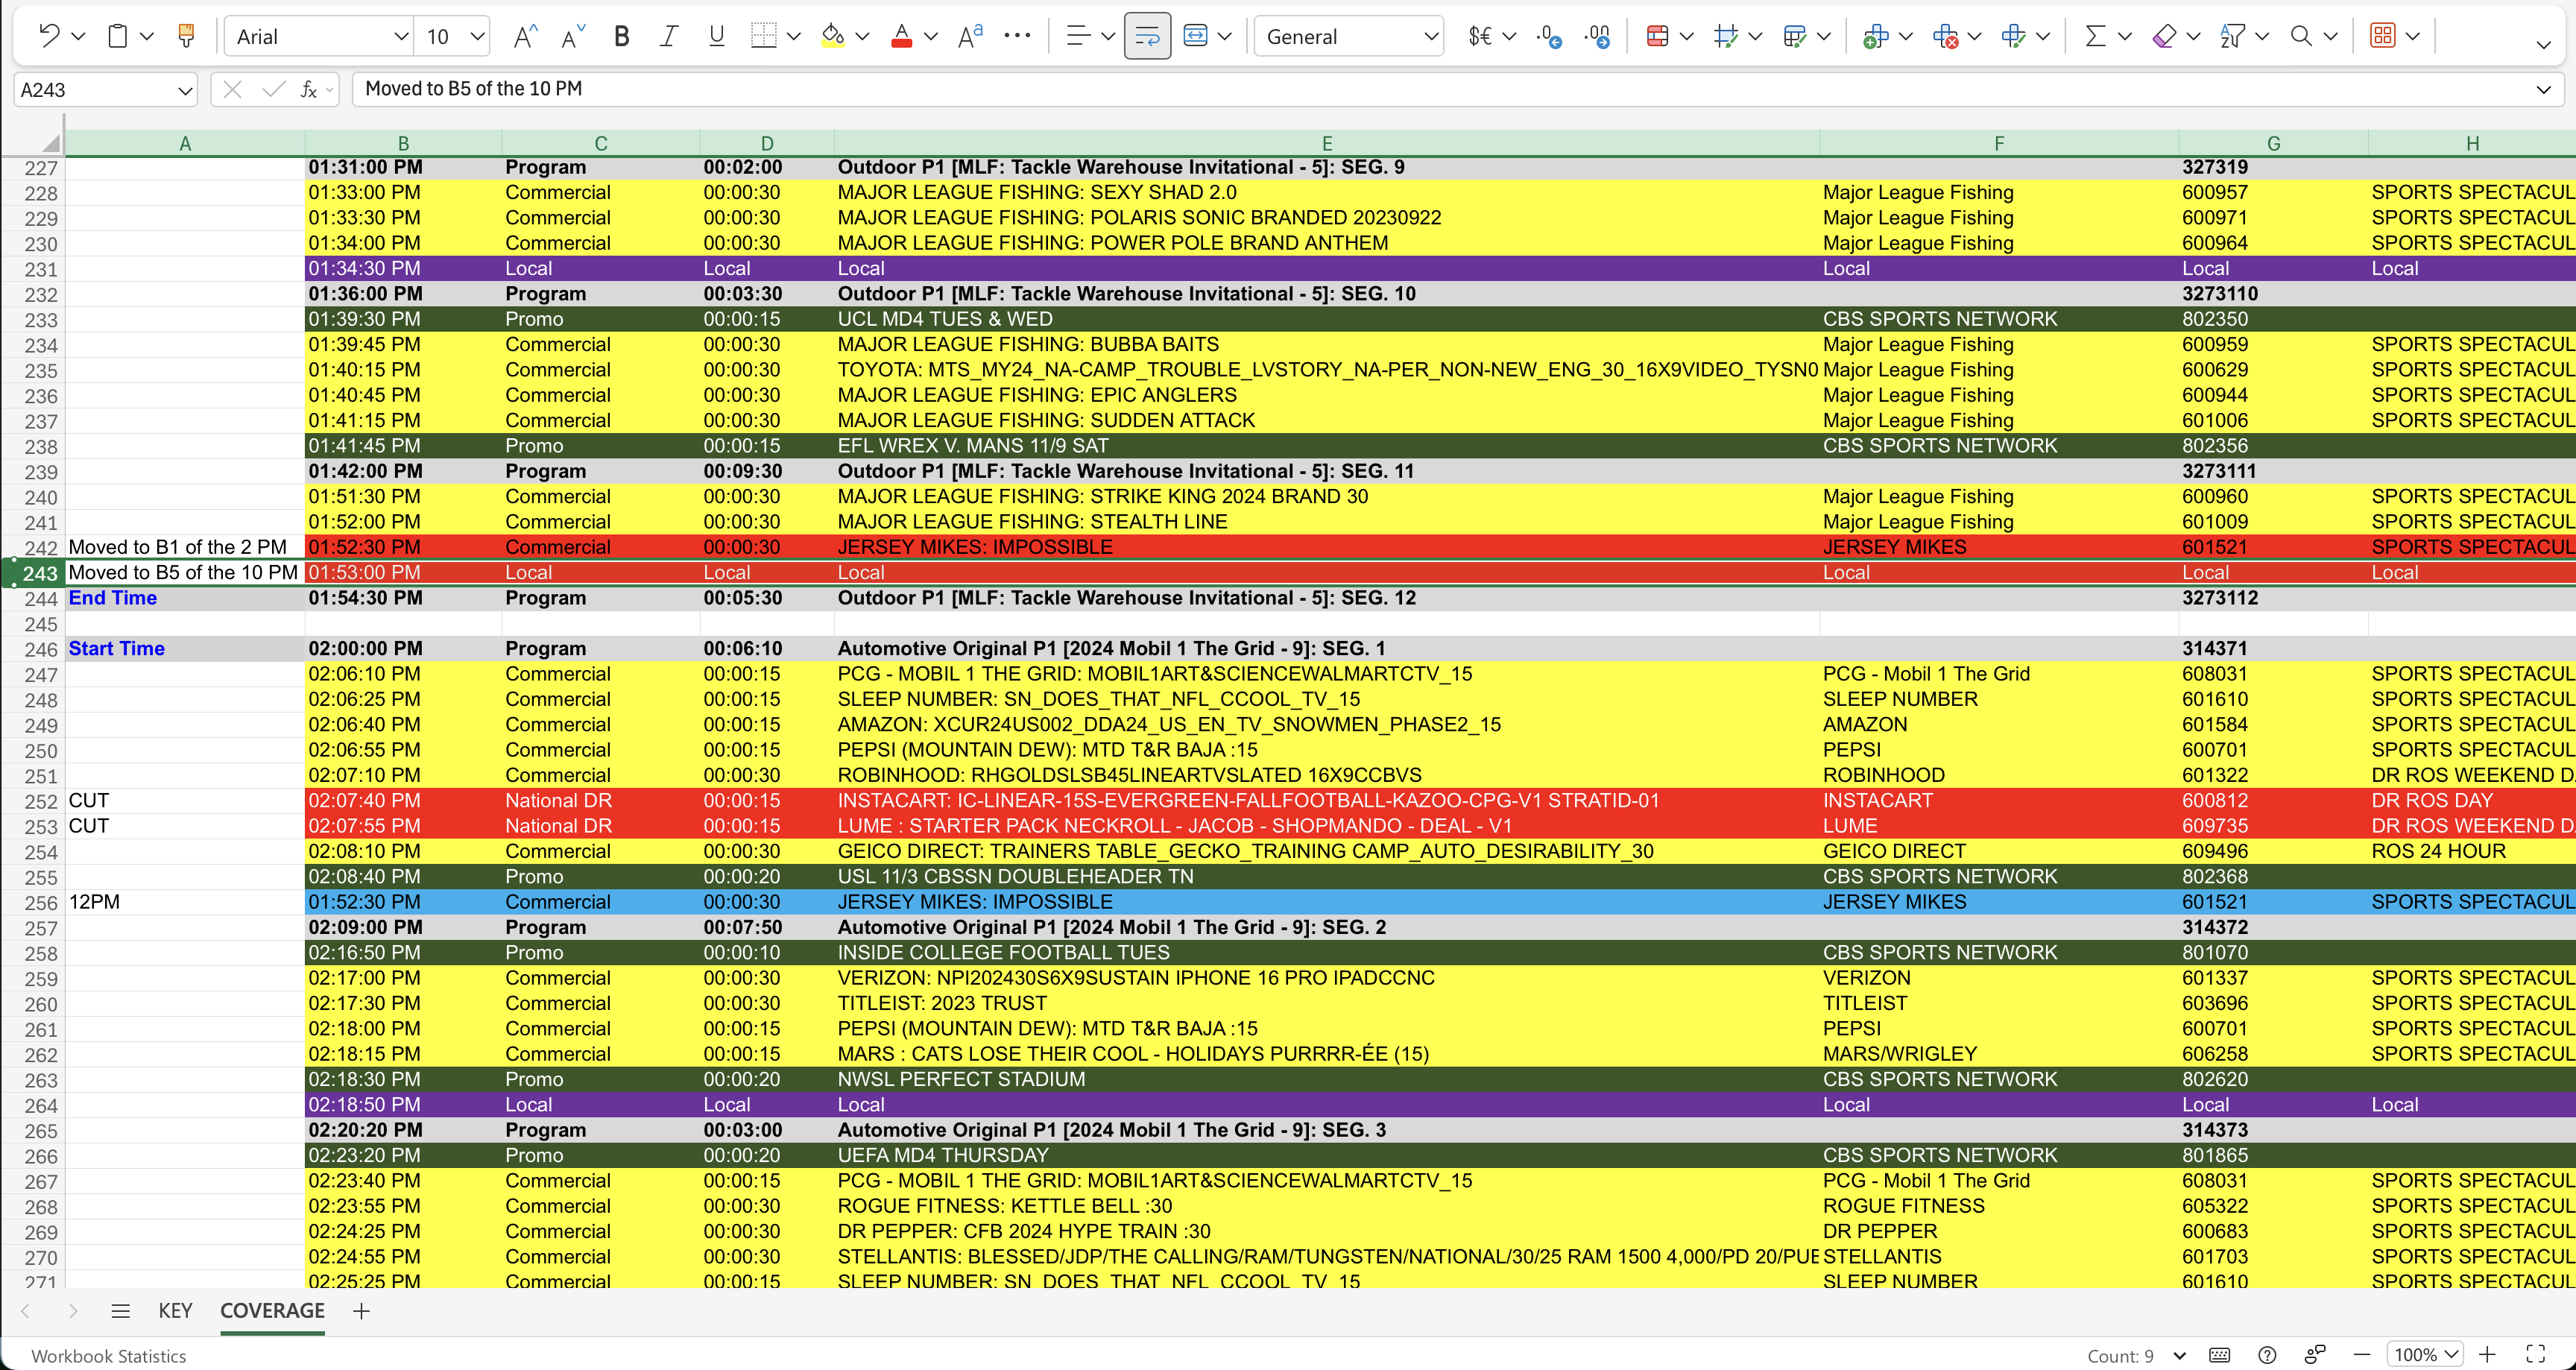 Arial 10 A^ A˅ B I U A Aa ... General $€ .0 .00 Σ
A243 fx Moved to B5 of the 10 PM
A B C D E F G H
227 01:31:00 PM Program 00:02:00 Outdoor P1 [MLF: Tackle Warehouse Invitational - 5]: SEG. 9 327319
228 01:33:00 PM Commercial 00:00:30 MAJOR LEAGUE FISHING: SEXY SHAD 2.0 Major League Fishing 600957 SPORTS SPECTACUL
229 01:33:30 PM Commercial 00:00:30 MAJOR LEAGUE FISHING: POLARIS SONIC BRANDED 20230922 Major League Fishing 600971 SPORTS SPECTACUL
230 01:34:00 PM Commercial 00:00:30 MAJOR LEAGUE FISHING: POWER POLE BRAND ANTHEM Major League Fishing 600964 SPORTS SPECTACUL
231 01:34:30 PM Local Local Local Local Local Local
232 01:36:00 PM Program 00:03:30 Outdoor P1 [MLF: Tackle Warehouse Invitational - 5]: SEG. 10 3273110
233 01:39:30 PM Promo 00:00:15 UCL MD4 TUES & WED CBS SPORTS NETWORK 802350
234 01:39:45 PM Commercial 00:00:30 MAJOR LEAGUE FISHING: BUBBA BAITS Major League Fishing 600959 SPORTS SPECTACUL
235 01:40:15 PM Commercial 00:00:30 TOYOTA: MTS_MY24_NA-CAMP_TROUBLE_LVSTORY_NA-PER_NON-NEW_ENG_30_16X9VIDEO_TYSN0 Major League Fishing 600629 SPORTS SPECTACUL
236 01:40:45 PM Commercial 00:00:30 MAJOR LEAGUE FISHING: EPIC ANGLERS Major League Fishing 600944 SPORTS SPECTACUL
237 01:41:15 PM Commercial 00:00:30 MAJOR LEAGUE FISHING: SUDDEN ATTACK Major League Fishing 601006 SPORTS SPECTACUL
238 01:41:45 PM Promo 00:00:15 EFL WREX V. MANS 11/9 SAT CBS SPORTS NETWORK 802356
239 01:42:00 PM Program 00:09:30 Outdoor P1 [MLF: Tackle Warehouse Invitational - 5]: SEG. 11 3273111
240 01:51:30 PM Commercial 00:00:30 MAJOR LEAGUE FISHING: STRIKE KING 2024 BRAND 30 Major League Fishing 600960 SPORTS SPECTACUL
241 01:52:00 PM Commercial 00:00:30 MAJOR LEAGUE FISHING: STEALTH LINE Major League Fishing 601009 SPORTS SPECTACUL
242 Moved to B1 of the 2 PM 01:52:30 PM Commercial 00:00:30 JERSEY MIKES: IMPOSSIBLE JERSEY MIKES 601521 SPORTS SPECTACUL
243 Moved to B5 of the 10 PM 01:53:00 PM Local Local Local Local Local Local
244 End Time 01:54:30 PM Program 00:05:30 Outdoor P1 [MLF: Tackle Warehouse Invitational - 5]: SEG. 12 3273112
245
246 Start Time 02:00:00 PM Program 00:06:10 Automotive Original P1 [2024 Mobil 1 The Grid - 9]: SEG. 1 314371
247 02:06:10 PM Commercial 00:00:15 PCG - MOBIL 1 THE GRID: MOBIL1ART&SCIENCEWALMARTCTV_15 PCG - Mobil 1 The Grid 608031 SPORTS SPECTACUL
248 02:06:25 PM Commercial 00:00:15 SLEEP NUMBER: SN_DOES_THAT_NFL_CCOOL_TV_15 SLEEP NUMBER 601610 SPORTS SPECTACUL
249 02:06:40 PM Commercial 00:00:15 AMAZON: XCUR24US002_DDA24_US_EN_TV_SNOWMEN_PHASE2_15 AMAZON 601584 SPORTS SPECTACUL
250 02:06:55 PM Commercial 00:00:15 PEPSI (MOUNTAIN DEW): MTD T&R BAJA :15 PEPSI 600701 SPORTS SPECTACUL
251 02:07:10 PM Commercial 00:00:30 ROBINHOOD: RHGOLDSLSB45LINEARTVSLATED 16X9CCBVS ROBINHOOD 601322 DR ROS WEEKEND D
252 CUT 02:07:40 PM National DR 00:00:15 INSTACART: IC-LINEAR-15S-EVERGREEN-FALLFOOTBALL-KAZOO-CPG-V1 STRATID-01 INSTACART 600812 DR ROS DAY
253 CUT 02:07:55 PM National DR 00:00:15 LUME : STARTER PACK NECKROLL - JACOB - SHOPMANDO - DEAL - V1 LUME 609735 DR ROS WEEKEND D
254 02:08:10 PM Commercial 00:00:30 GEICO DIRECT: TRAINERS TABLE_GECKO_TRAINING CAMP_AUTO_DESIRABILITY_30 GEICO DIRECT 609496 ROS 24 HOUR
255 02:08:40 PM Promo 00:00:20 USL 11/3 CBSSN DOUBLEHEADER TN CBS SPORTS NETWORK 802368
256 12PM 01:52:30 PM Commercial 00:00:30 JERSEY MIKES: IMPOSSIBLE JERSEY MIKES 601521 SPORTS SPECTACUL
257 02:09:00 PM Program 00:07:50 Automotive Original P1 [2024 Mobil 1 The Grid - 9]: SEG. 2 314372
258 02:16:50 PM Promo 00:00:10 INSIDE COLLEGE FOOTBALL TUES CBS SPORTS NETWORK 801070
259 02:17:00 PM Commercial 00:00:30 VERIZON: NPI202430S6X9SUSTAIN IPHONE 16 PRO IPADCCNC VERIZON 601337 SPORTS SPECTACUL
260 02:17:30 PM Commercial 00:00:30 TITLEIST: 2023 TRUST TITLEIST 603696 SPORTS SPECTACUL
261 02:18:00 PM Commercial 00:00:15 PEPSI (MOUNTAIN DEW): MTD T&R BAJA :15 PEPSI 600701 SPORTS SPECTACUL
262 02:18:15 PM Commercial 00:00:15 MARS : CATS LOSE THEIR COOL - HOLIDAYS PURRRR-ÉE (15) MARS/WRIGLEY 606258 SPORTS SPECTACUL
263 02:18:30 PM Promo 00:00:20 NWSL PERFECT STADIUM CBS SPORTS NETWORK 802620
264 02:18:50 PM Local Local Local Local Local Local
265 02:20:20 PM Program 00:03:00 Automotive Original P1 [2024 Mobil 1 The Grid - 9]: SEG. 3 314373
266 02:23:20 PM Promo 00:00:20 UEFA MD4 THURSDAY CBS SPORTS NETWORK 801865
267 02:23:40 PM Commercial 00:00:15 PCG - MOBIL 1 THE GRID: MOBIL1ART&SCIENCEWALMARTCTV_15 PCG - Mobil 1 The Grid 608031 SPORTS SPECTACUL
268 02:23:55 PM Commercial 00:00:30 ROGUE FITNESS: KETTLE BELL :30 ROGUE FITNESS 605322 SPORTS SPECTACUL
269 02:24:25 PM Commercial 00:00:30 DR PEPPER: CFB 2024 HYPE TRAIN :30 DR PEPPER 600683 SPORTS SPECTACUL
270 02:24:55 PM Commercial 00:00:30 STELLANTIS: BLESSED/JDP/THE CALLING/RAM/TUNGSTEN/NATIONAL/30/25 RAM 1500 4,000/PD 20/PUE STELLANTIS 601703 SPORTS SPECTACUL
271 02:25:25 PM Commercial 00:00:15 SLEEP NUMBER: SN_DOES_THAT_NFL_CCOOL_TV_15 SLEEP NUMBER 601610 SPORTS SPECTACUL
KEY COVERAGE +
Workbook Statistics Count: 9 100%